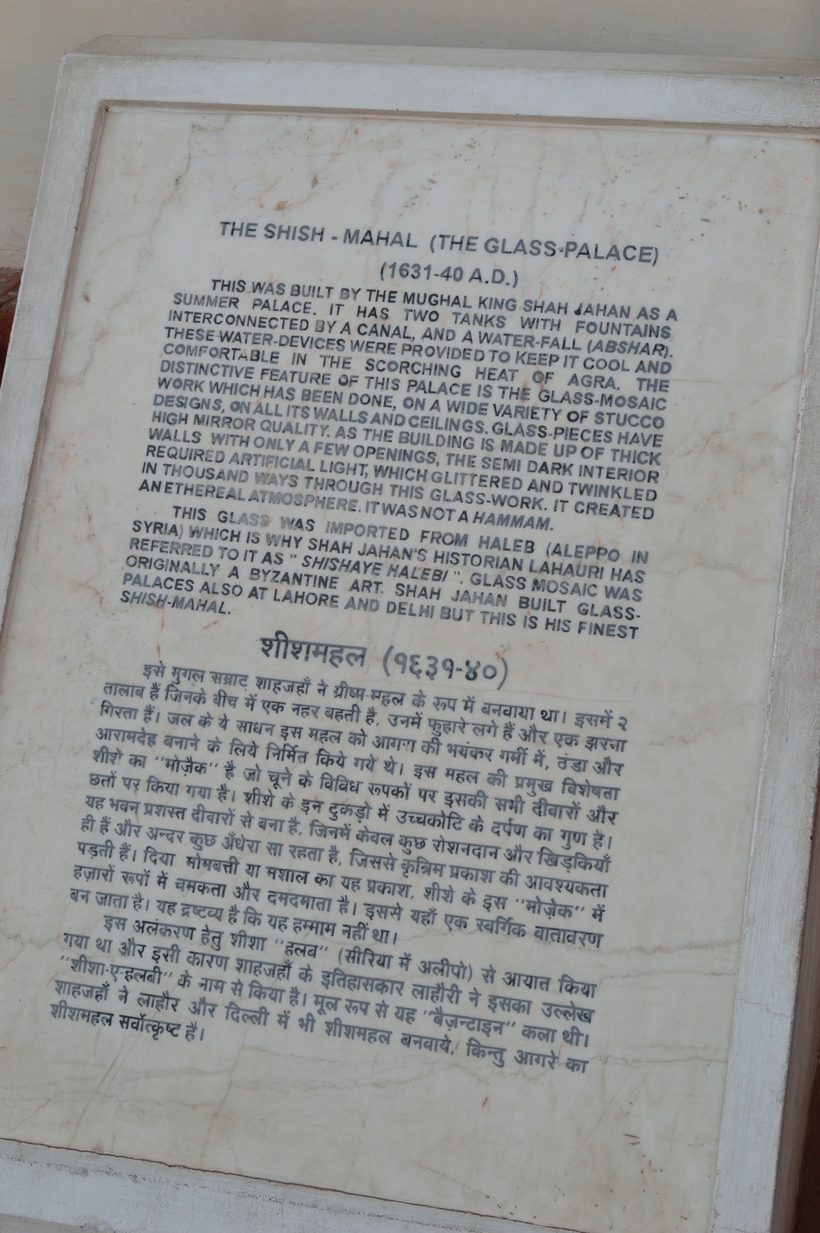 THE SHISH - MAHAL (THE GLASS-PALACE)
(1631-40 A.D.)
THIS WAS BUILT BY THE MUGHAL KING SHAH JAHAN AS A
SUMMER PALACE. IT HAS TWO TANKS WITH FOUNTAINS
INTERCONNECTED BY A CANAL, AND A WATER-FALL (ABSHAR).
THESE WATER-DEVICES WERE PROVIDED TO KEEP IT COOL AND
COMFORTABLE IN THE SCORCHING HEAT OF AGRA. THE
DISTINCTIVE FEATURE OF THIS PALACE IS THE GLASS-MOSAIC
WORK WHICH HAS BEEN DONE, ON A WIDE VARIETY OF STUCCO
DESIGNS, ON ALL ITS WALLS AND CEILINGS. GLASS-PIECES HAVE
HIGH MIRROR QUALITY. AS THE BUILDING IS MADE UP OF THICK
WALLS WITH ONLY A FEW OPENINGS, THE SEMI DARK INTERIOR
REQUIRED ARTIFICIAL LIGHT, WHICH GLITTERED AND TWINKLED
IN THOUSAND WAYS THROUGH THIS GLASS-WORK. IT CREATED
AN ETHEREAL ATMOSPHERE. IT WAS NOT A HAMMAM.
THIS GLASS WAS IMPORTED FROM HALEB (ALEPPO IN
SYRIA) WHICH IS WHY SHAH JAHAN'S HISTORIAN LAHAURI HAS
REFERRED TO IT AS " SHISHAYE HALEBI ". GLASS MOSAIC WAS
ORIGINALLY A BYZANTINE ART. SHAH JAHAN BUILT GLASS-
PALACES ALSO AT LAHORE AND DELHI BUT THIS IS HIS FINEST
SHISH-MAHAL.
शीशमहल (१६३१-४०)
इसे मुगल सम्राट शाहजहाँ ने ग्रीष्म-महल के रूप में बनवाया था। इसमें २
तालाब हैं जिनके बीच में एक नहर बहती है, उनमें फुहारे लगे हैं और एक झरना
गिरता हैं। जल के ये साधन इस महल को आगरा की भयंकर गर्मी में, ठंडा और
आरामदेह बनाने के लिये निर्मित किये गये थे। इस महल की प्रमुख विशेषता
शीशे का "मोज़ैक" है जो चूने के विविध रूपकों पर इसकी सभी दीवारों और
छतों पर किया गया है। शीशे के इन टुकड़ो में उच्चकोटि के दर्पण का गुण है।
यह भवन प्रशस्त दीवारों से बना है, जिनमें केवल कुछ रोशनदान और खिड़कियाँ
ही हैं और अन्दर कुछ अँधेरा सा रहता है, जिससे कृत्रिम प्रकाश की आवश्यकता
पड़ती हैं। दिया मोमबत्ती या मशाल का यह प्रकाश, शीशे के इस "मोज़ेक" में
हज़ारों रूपों में चमकता और दमदमाता है। इससे यहाँ एक स्वर्गिक वातावरण
बन जाता है। यह द्रष्टव्य है कि यह हम्माम नहीं था।
इस अलंकरण हेतु शीशा "हलब" (सीरिया में अलीपो) से आयात किया
गया था और इसी कारण शाहजहाँ के इतिहासकार लाहौरी ने इसका उल्लेख
"शीशा-ए-हलबी" के नाम से किया है। मूल रूप से यह "बैज़न्टाइन" कला थी।
शाहजहाँ ने लाहौर और दिल्ली में भी शीशमहल बनवाये, किन्तु आगरे का
शीशमहल सर्वोत्कृष्ट है।